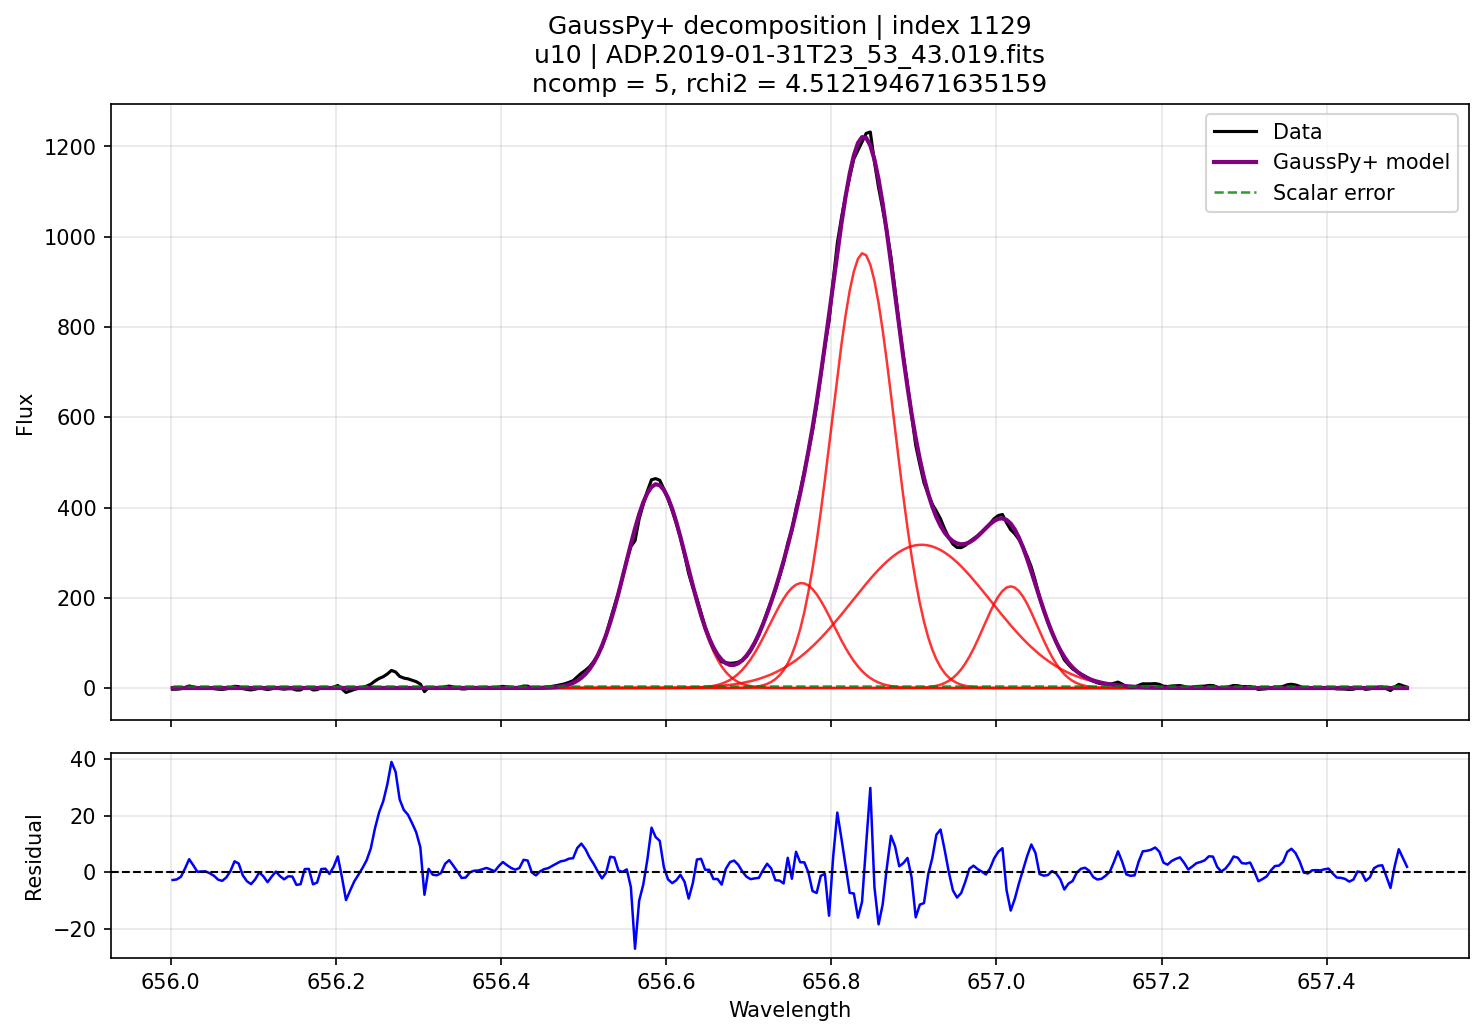 GaussPy+ decomposition | index 1129
u10 | ADP.2019-01-31T23_53_43.019.fits
ncomp = 5, rchi2 = 4.512194671635159
Data
GaussPy+ model
Scalar error
1200
1000
800
600
400
200
0
Flux
40
20
0
−20
Residual
656.0 656.2 656.4 656.6 656.8 657.0 657.2 657.4
Wavelength